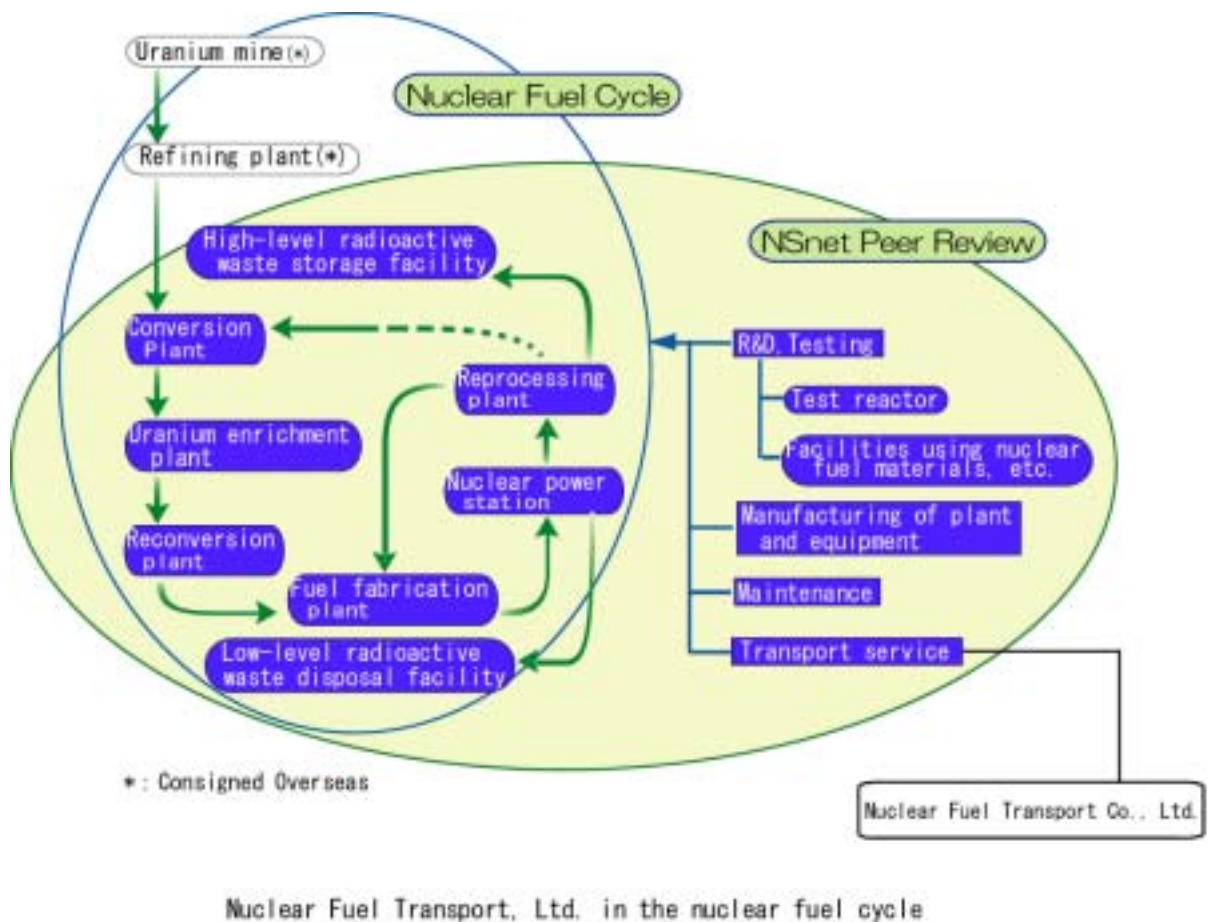 Uranium mine(*)
Nuclear Fuel Cycle
Refining plant(*)
High-level radioactive
waste storage facility
NSnet Peer Review
Conversion
Plant
R&D. Testing
Reprocessing
plant
Test reactor
Uranium enrichment
plant
Facilities using nuclear
fuel materials, etc.
Nuclear power
station
Manufacturing of plant
and equipment
Reconversion
plant
Fuel fabrication
plant
Maintenance
Low-level radioactive
waste disposal facility
Transport service
*: Consigned Overseas
Nuclear Fuel Transport Co., Ltd.
Nuclear Fuel Transport, Ltd. in the nuclear fuel cycle